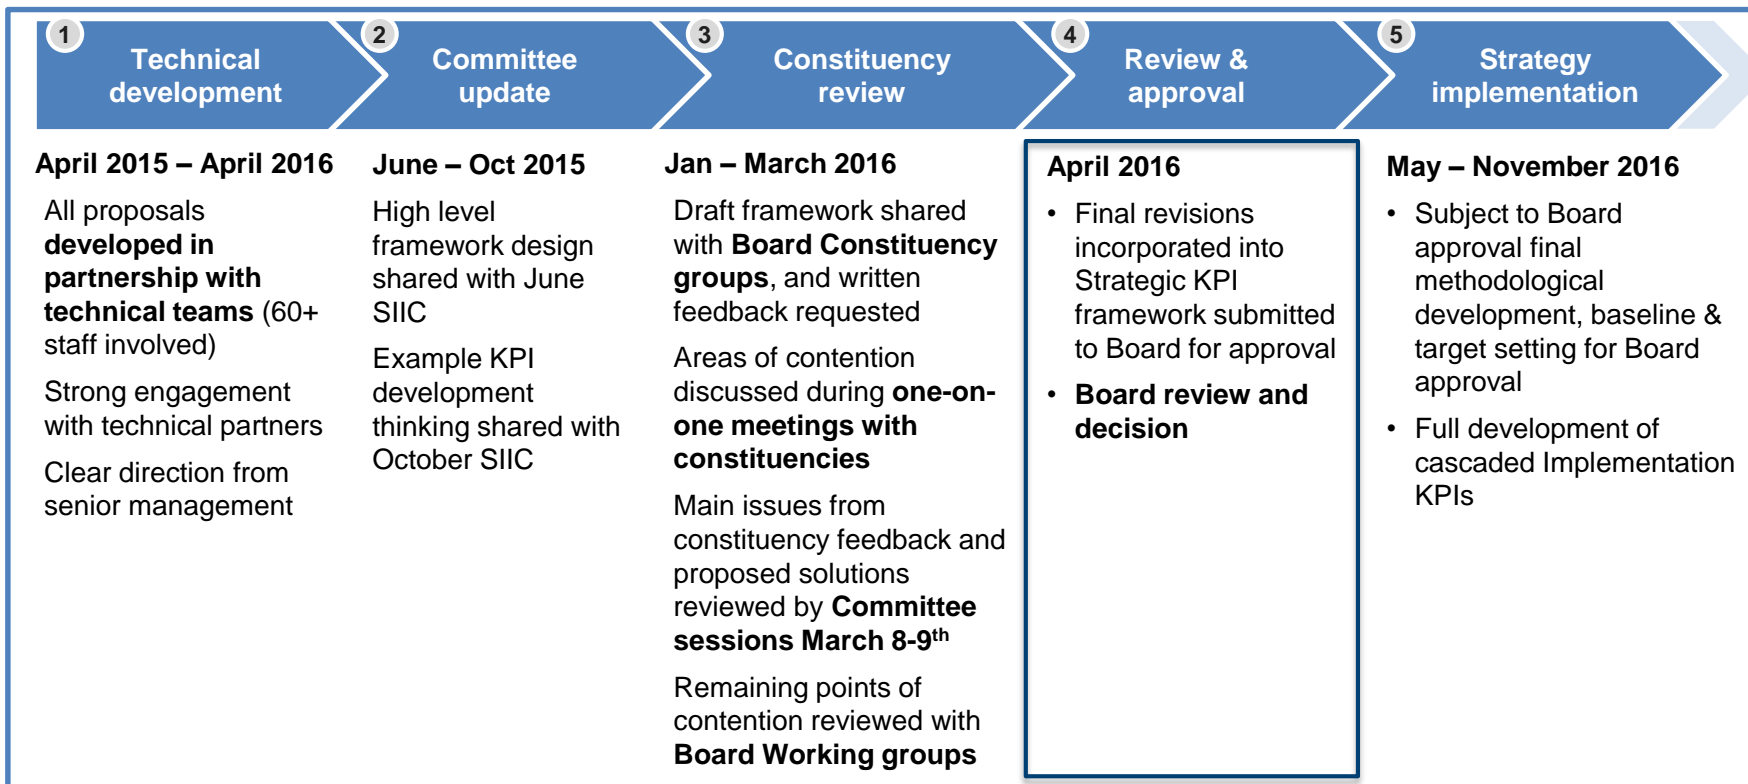 1
Technical
development
2
Committee
update
3
Constituency
review
4
Review &
approval
5
Strategy
implementation
April 2015 – April 2016
All proposals
developed in
partnership with
technical teams (60+
staff involved)
Strong engagement
with technical partners
Clear direction from
senior management
June – Oct 2015
High level
framework design
shared with June
SIIC
Example KPI
development
thinking shared with
October SIIC
Jan – March 2016
Draft framework shared
with Board Constituency
groups, and written
feedback requested
Areas of contention
discussed during one-on-
one meetings with
constituencies
Main issues from
constituency feedback and
proposed solutions
reviewed by Committee
sessions March 8-9th
Remaining points of
contention reviewed with
Board Working groups
April 2016
• Final revisions
incorporated into
Strategic KPI
framework submitted
to Board for approval
• Board review and
decision
May – November 2016
• Subject to Board
approval final
methodological
development, baseline &
target setting for Board
approval
• Full development of
cascaded Implementation
KPIs